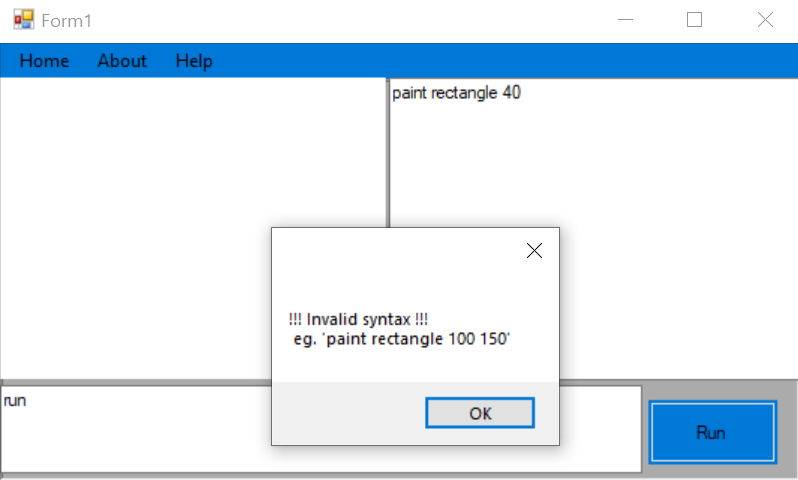 Form1
Home About Help
paint rectangle 40
!!! Invalid syntax !!!
eg. 'paint rectangle 100 150'
OK
run
Run